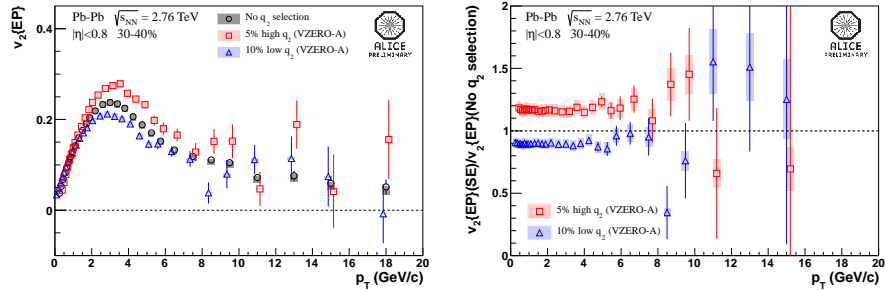 v₂{EP}
0.4
0.2
0
Pb-Pb √sNN = 2.76 TeV
|η|<0.8 30-40%
No q₂ selection
5% high q₂ (VZERO-A)
10% low q₂ (VZERO-A)
ALICE
PRELIMINARY
0 2 4 6 8 10 12 14 16 18 20
pT (GeV/c)
v₂{EP}(SE)/v₂{EP}(No q₂ selection)
2
1.5
1
0.5
0
Pb-Pb √sNN = 2.76 TeV
|η|<0.8 30-40%
ALICE
PRELIMINARY
5% high q₂ (VZERO-A)
10% low q₂ (VZERO-A)
0 2 4 6 8 10 12 14 16 18 20
pT (GeV/c)